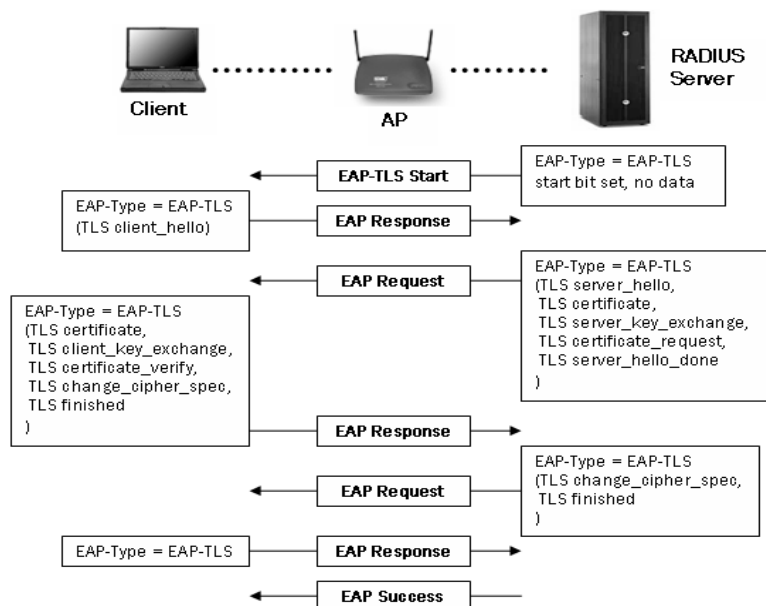 Client
AP
RADIUS
Server
EAP-TLS Start
EAP-Type = EAP-TLS
start bit set, no data
EAP-Type = EAP-TLS
(TLS client_hello)
EAP Response
EAP Request
EAP-Type = EAP-TLS
(TLS server_hello,
TLS certificate,
TLS server_key_exchange,
TLS certificate_request,
TLS server_hello_done
)
EAP-Type = EAP-TLS
(TLS certificate,
TLS client_key_exchange,
TLS certificate_verify,
TLS change_cipher_spec,
TLS finished
)
EAP Response
EAP Request
EAP-Type = EAP-TLS
(TLS change_cipher_spec,
TLS finished
)
EAP-Type = EAP-TLS
EAP Response
EAP Success